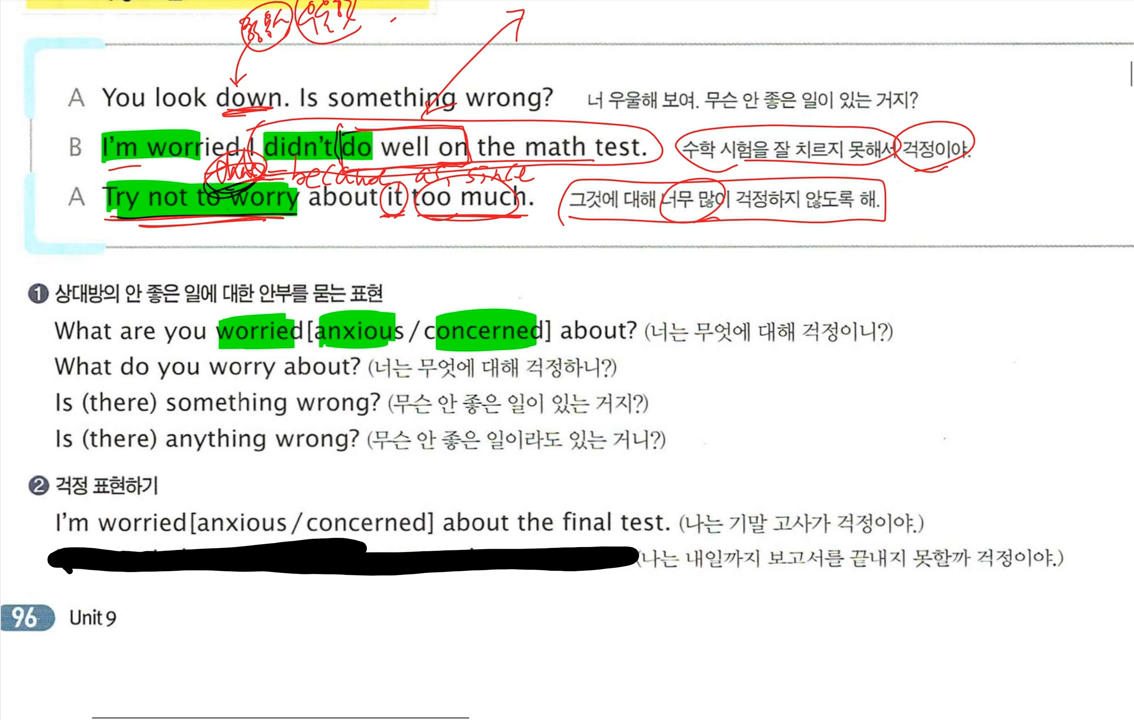 형용사 우울한
A You look down. Is something wrong? 너 우울해 보여. 무슨 안 좋은 일이 있는 거지?
B I'm worried I didn't do well on the math test. 수학 시험을 잘 치르지 못해서 걱정이야.
that = because as, since
A Try not to worry about it too much. 그것에 대해 너무 많이 걱정하지 않도록 해.
1 상대방의 안 좋은 일에 대한 안부를 묻는 표현
What are you worried[anxious/concerned] about? (너는 무엇에 대해 걱정이니?)
What do you worry about? (너는 무엇에 대해 걱정하니?)
Is (there) something wrong? (무슨 안 좋은 일이 있는 거지?)
Is (there) anything wrong? (무슨 안 좋은 일이라도 있는 거니?)
2 걱정 표현하기
I'm worried[anxious/concerned] about the final test. (나는 기말 고사가 걱정이야.)
(나는 내일까지 보고서를 끝내지 못할까 걱정이야.)
96 Unit 9